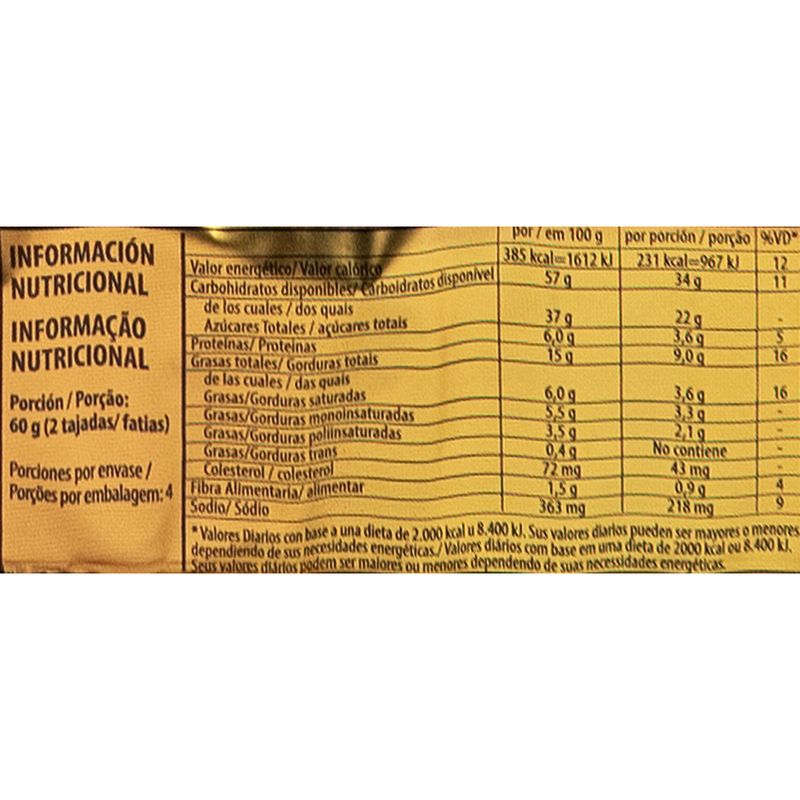 INFORMACIÓN
NUTRICIONAL
INFORMAÇÃO
NUTRICIONAL
Porción / Porção:
60 g (2 tajadas/ fatias)
Porciones por envase /
Porções por embalagem: 4
por / em 100 g por porción / porção %VD*
Valor energético/ Valor calórico 385 kcal=1612 kJ 231 kcal=967 kJ 12
Carbohidratos disponibles/ Carboidratos disponível 57 g 34 g 11
de los cuales / dos quais
Azúcares Totales / açúcares totais 37 g 22 g -
Proteínas/ Proteínas 6,0 g 3,6 g 5
Grasas totales/ Gorduras totais 15 g 9,0 g 16
de las cuales / das quais
Grasas/Gorduras saturadas 6,0 g 3,6 g 16
Grasas/Gorduras monoinsaturadas 5,5 g 3,3 g -
Grasas/Gorduras poliinsaturadas 3,5 g 2,1 g -
Grasas/Gorduras trans 0,4 g No contiene -
Colesterol / colesterol 72 mg 43 mg -
Fibra Alimentaria/ alimentar 1,5 g 0,9 g 4
Sodio/ Sódio 363 mg 218 mg 9
* Valores Diarios con base a una dieta de 2.000 kcal u 8.400 kJ. Sus valores diarios pueden ser mayores o menores
dependiendo de sus necesidades energéticas./ Valores diários com base em uma dieta de 2000 kcal ou 8.400 kJ.
Seus valores diários podem ser maiores ou menores dependendo de suas necessidades energéticas.